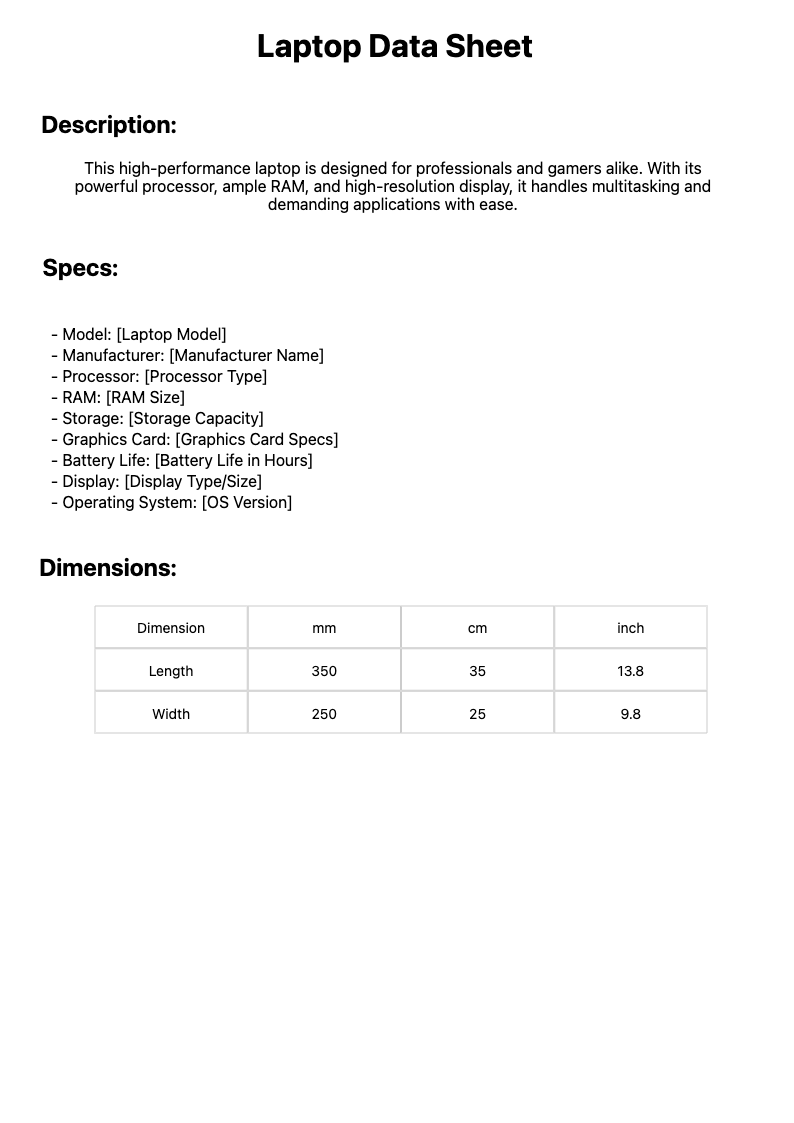 Laptop Data Sheet
Description:
This high-performance laptop is designed for professionals and gamers alike. With its
powerful processor, ample RAM, and high-resolution display, it handles multitasking and
demanding applications with ease.
Specs:
- Model: [Laptop Model]
- Manufacturer: [Manufacturer Name]
- Processor: [Processor Type]
- RAM: [RAM Size]
- Storage: [Storage Capacity]
- Graphics Card: [Graphics Card Specs]
- Battery Life: [Battery Life in Hours]
- Display: [Display Type/Size]
- Operating System: [OS Version]
Dimensions:
Dimension mm cm inch
Length 350 35 13.8
Width 250 25 9.8